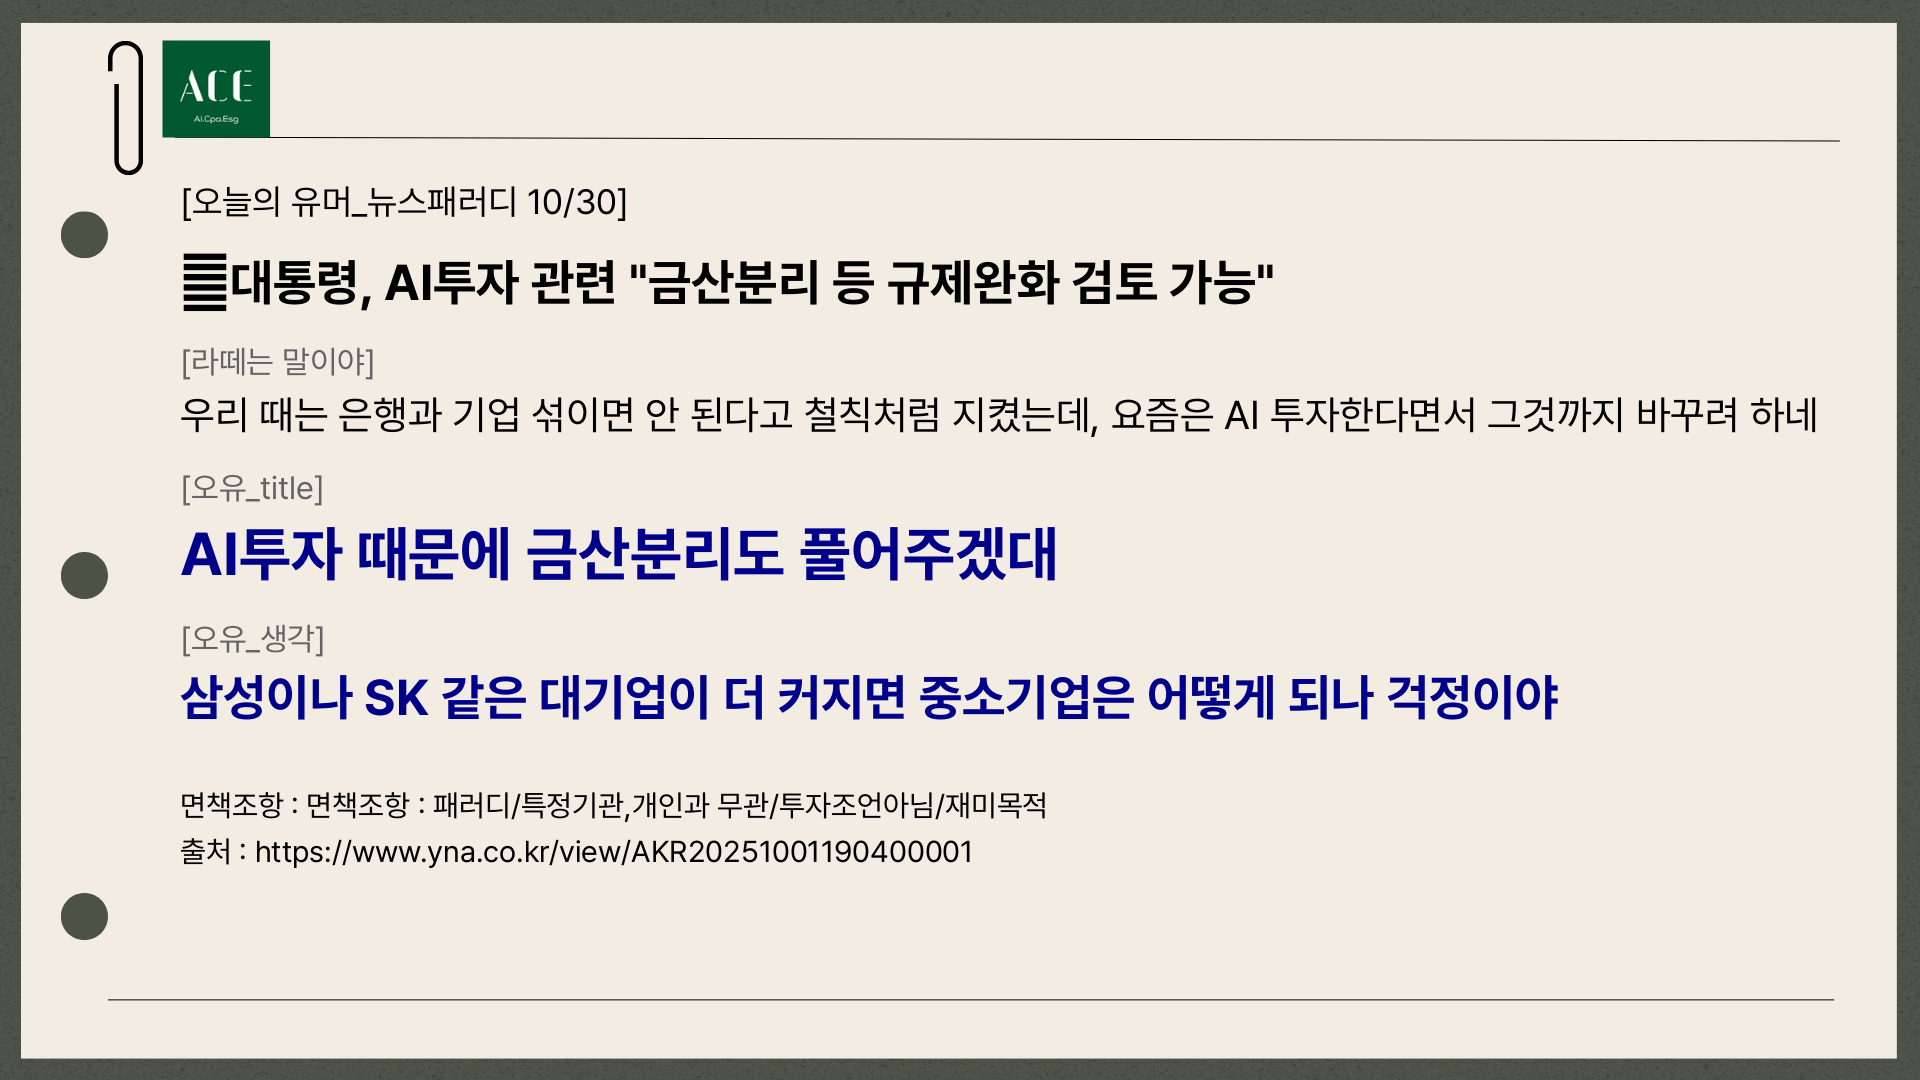 ACE
Ai.Cpa.Esg
[오늘의 유머_뉴스패러디 10/30]
䷀대통령, AI투자 관련 "금산분리 등 규제완화 검토 가능"
[라떼는 말이야]
우리 때는 은행과 기업 섞이면 안 된다고 철칙처럼 지켰는데, 요즘은 AI 투자한다면서 그것까지 바꾸려 하네
[오유_title]
AI투자 때문에 금산분리도 풀어주겠대
[오유_생각]
삼성이나 SK 같은 대기업이 더 커지면 중소기업은 어떻게 되나 걱정이야
면책조항 : 면책조항 : 패러디/특정기관,개인과 무관/투자조언아님/재미목적
출처 : https://www.yna.co.kr/view/AKR20251001190400001